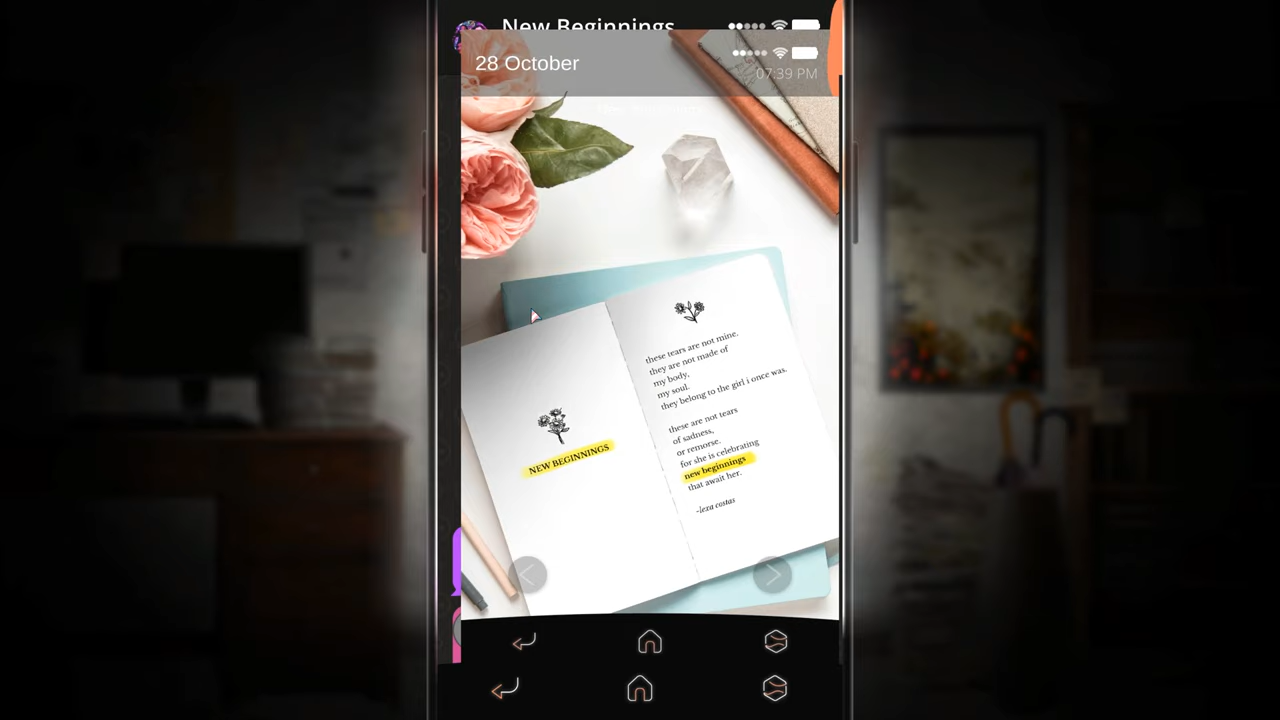 New Beginnings
28 October
07:39 PM
these tears are not mine.
they are not made of
my body,
my soul.
they belong to the girl i once was.
these are not tears
of sadness,
or remorse.
for she is celebrating
new beginnings
that await her.
-lexa costas
NEW BEGINNINGS